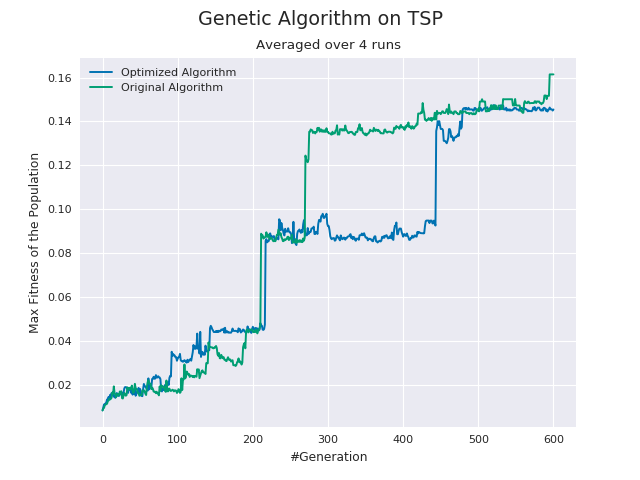 Genetic Algorithm on TSP
Averaged over 4 runs
Optimized Algorithm
Original Algorithm
Max Fitness of the Population
0.16
0.14
0.12
0.10
0.08
0.06
0.04
0.02
0 100 200 300 400 500 600
#Generation